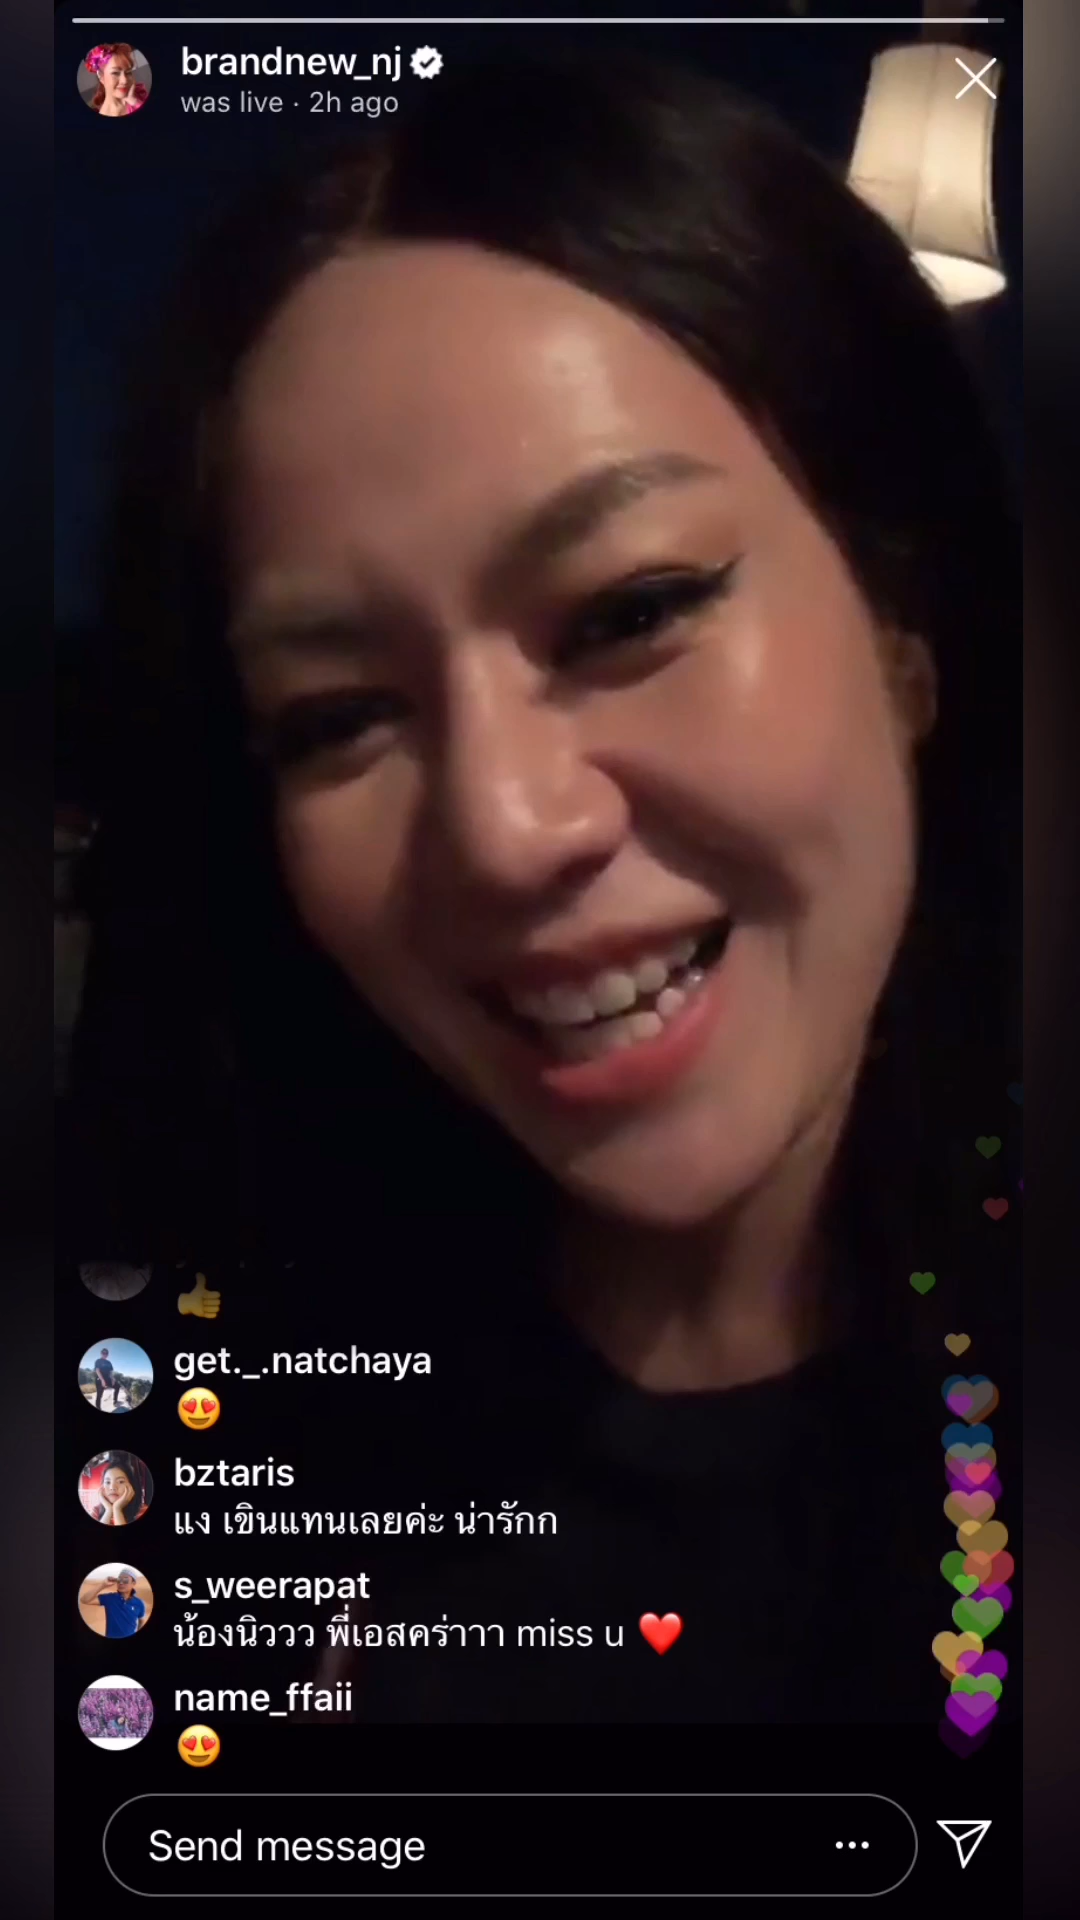 brandnew_nj
was live · 2h ago
👍
get._.natchaya
😍
bztaris
แง เขินแทนเลยค่ะ น่ารักก
s_weerapat
น้องนิววว พี่เอสคร่าาา miss u ❤️
name_ffaii
😍
Send message